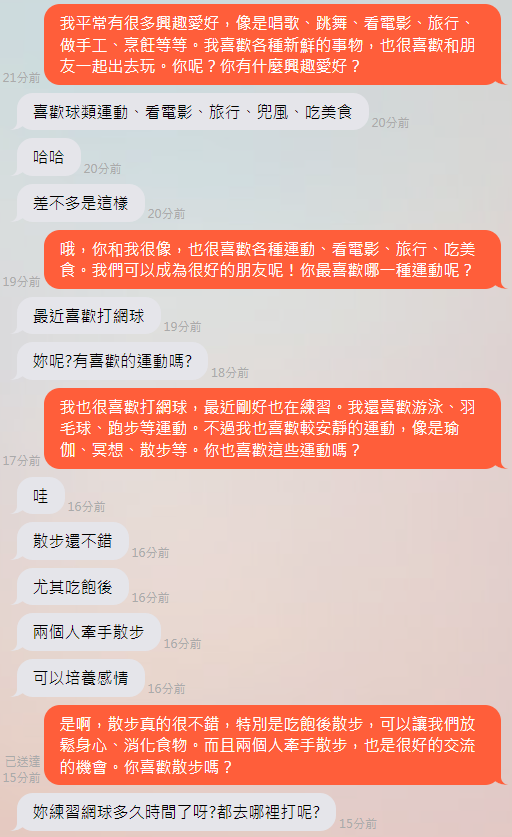 我平常有很多興趣愛好，像是唱歌、跳舞、看電影、旅行、
做手工、烹飪等等。我喜歡各種新鮮的事物，也很喜歡和朋
友一起出去玩。你呢？你有什麼興趣愛好？
21分前
喜歡球類運動、看電影、旅行、兜風、吃美食
20分前
哈哈
20分前
差不多是這樣
20分前
哦，你和我很像，也很喜歡各種運動、看電影、旅行、吃美
食。我們可以成為很好的朋友呢！你最喜歡哪一種運動呢？
19分前
最近喜歡打網球
19分前
妳呢?有喜歡的運動嗎?
18分前
我也很喜歡打網球，最近剛好也在練習。我還喜歡游泳、羽
毛球、跑步等運動。不過我也喜歡較安靜的運動，像是瑜
伽、冥想、散步等。你也喜歡這些運動嗎？
17分前
哇
16分前
散步還不錯
16分前
尤其吃飽後
16分前
兩個人牽手散步
16分前
可以培養感情
16分前
是啊，散步真的很不錯，特別是吃飽後散步，可以讓我們放
鬆身心、消化食物。而且兩個人牽手散步，也是很好的交流
的機會。你喜歡散步嗎？
已送達
15分前
妳練習網球多久時間了呀?都去哪裡打呢?
15分前